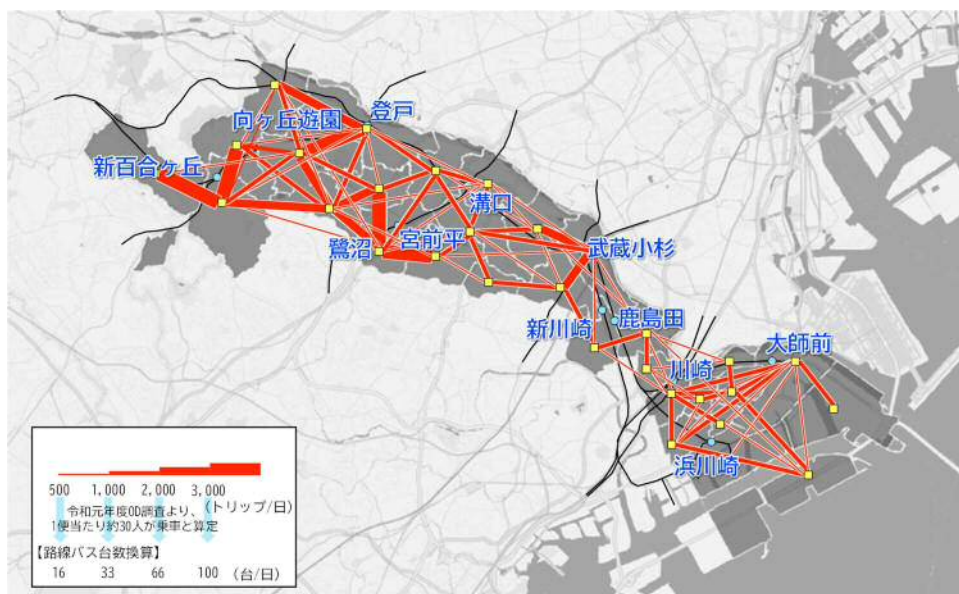 登戸
向ヶ丘遊園
新百合ヶ丘
溝口
鷺沼
宮前平
武蔵小杉
新川崎
鹿島田
大師前
川崎
浜川崎
500 1,000 2,000 3,000 (トリップ/日)
令和元年度OD調査より、
1便当たり約30人が乗車と算定
【路線バス台数換算】
16 33 66 100 (台/日)